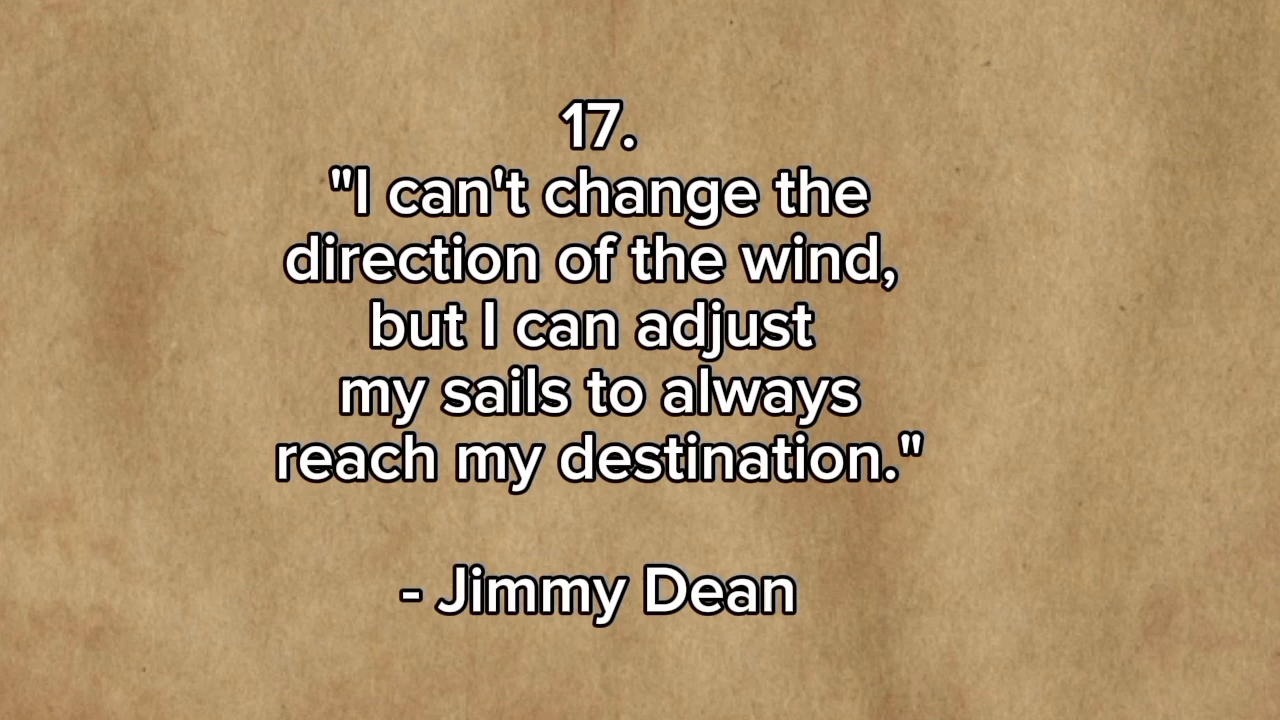 17.
"I can't change the
direction of the wind,
but I can adjust
my sails to always
reach my destination."
- Jimmy Dean